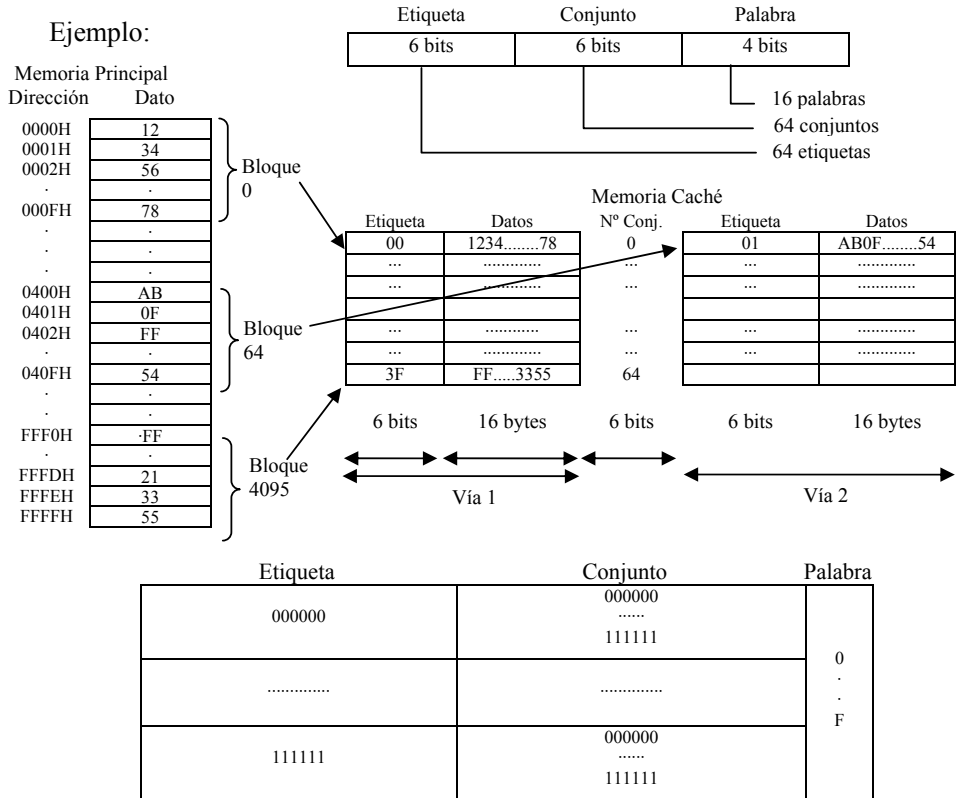 Ejemplo:
Etiqueta Conjunto Palabra
6 bits 6 bits 4 bits
16 palabras
64 conjuntos
64 etiquetas
Memoria Principal
Dirección Dato
0000H 12
0001H 34
0002H 56
. .
000FH 78
. .
. .
. .
0400H AB
0401H 0F
0402H FF
. .
040FH 54
. .
. .
FFF0H ·FF
. .
FFFDH 21
FFFEH 33
FFFFH 55
Bloque
0
Bloque
64
Bloque
4095
Memoria Caché
Etiqueta Datos Nº Conj. Etiqueta Datos
00 1234........78 0 01 AB0F........54
... ............. ... ... .............
... ............. ... ... .............
... ............ ... ... .............
... ............. ... ... .............
3F FF.....3355 64
6 bits 16 bytes 6 bits 6 bits 16 bytes
Vía 1 Vía 2
Etiqueta Conjunto Palabra
000000
000000
......
111111
.............. ..............
111111
000000
......
111111
0
.
.
F